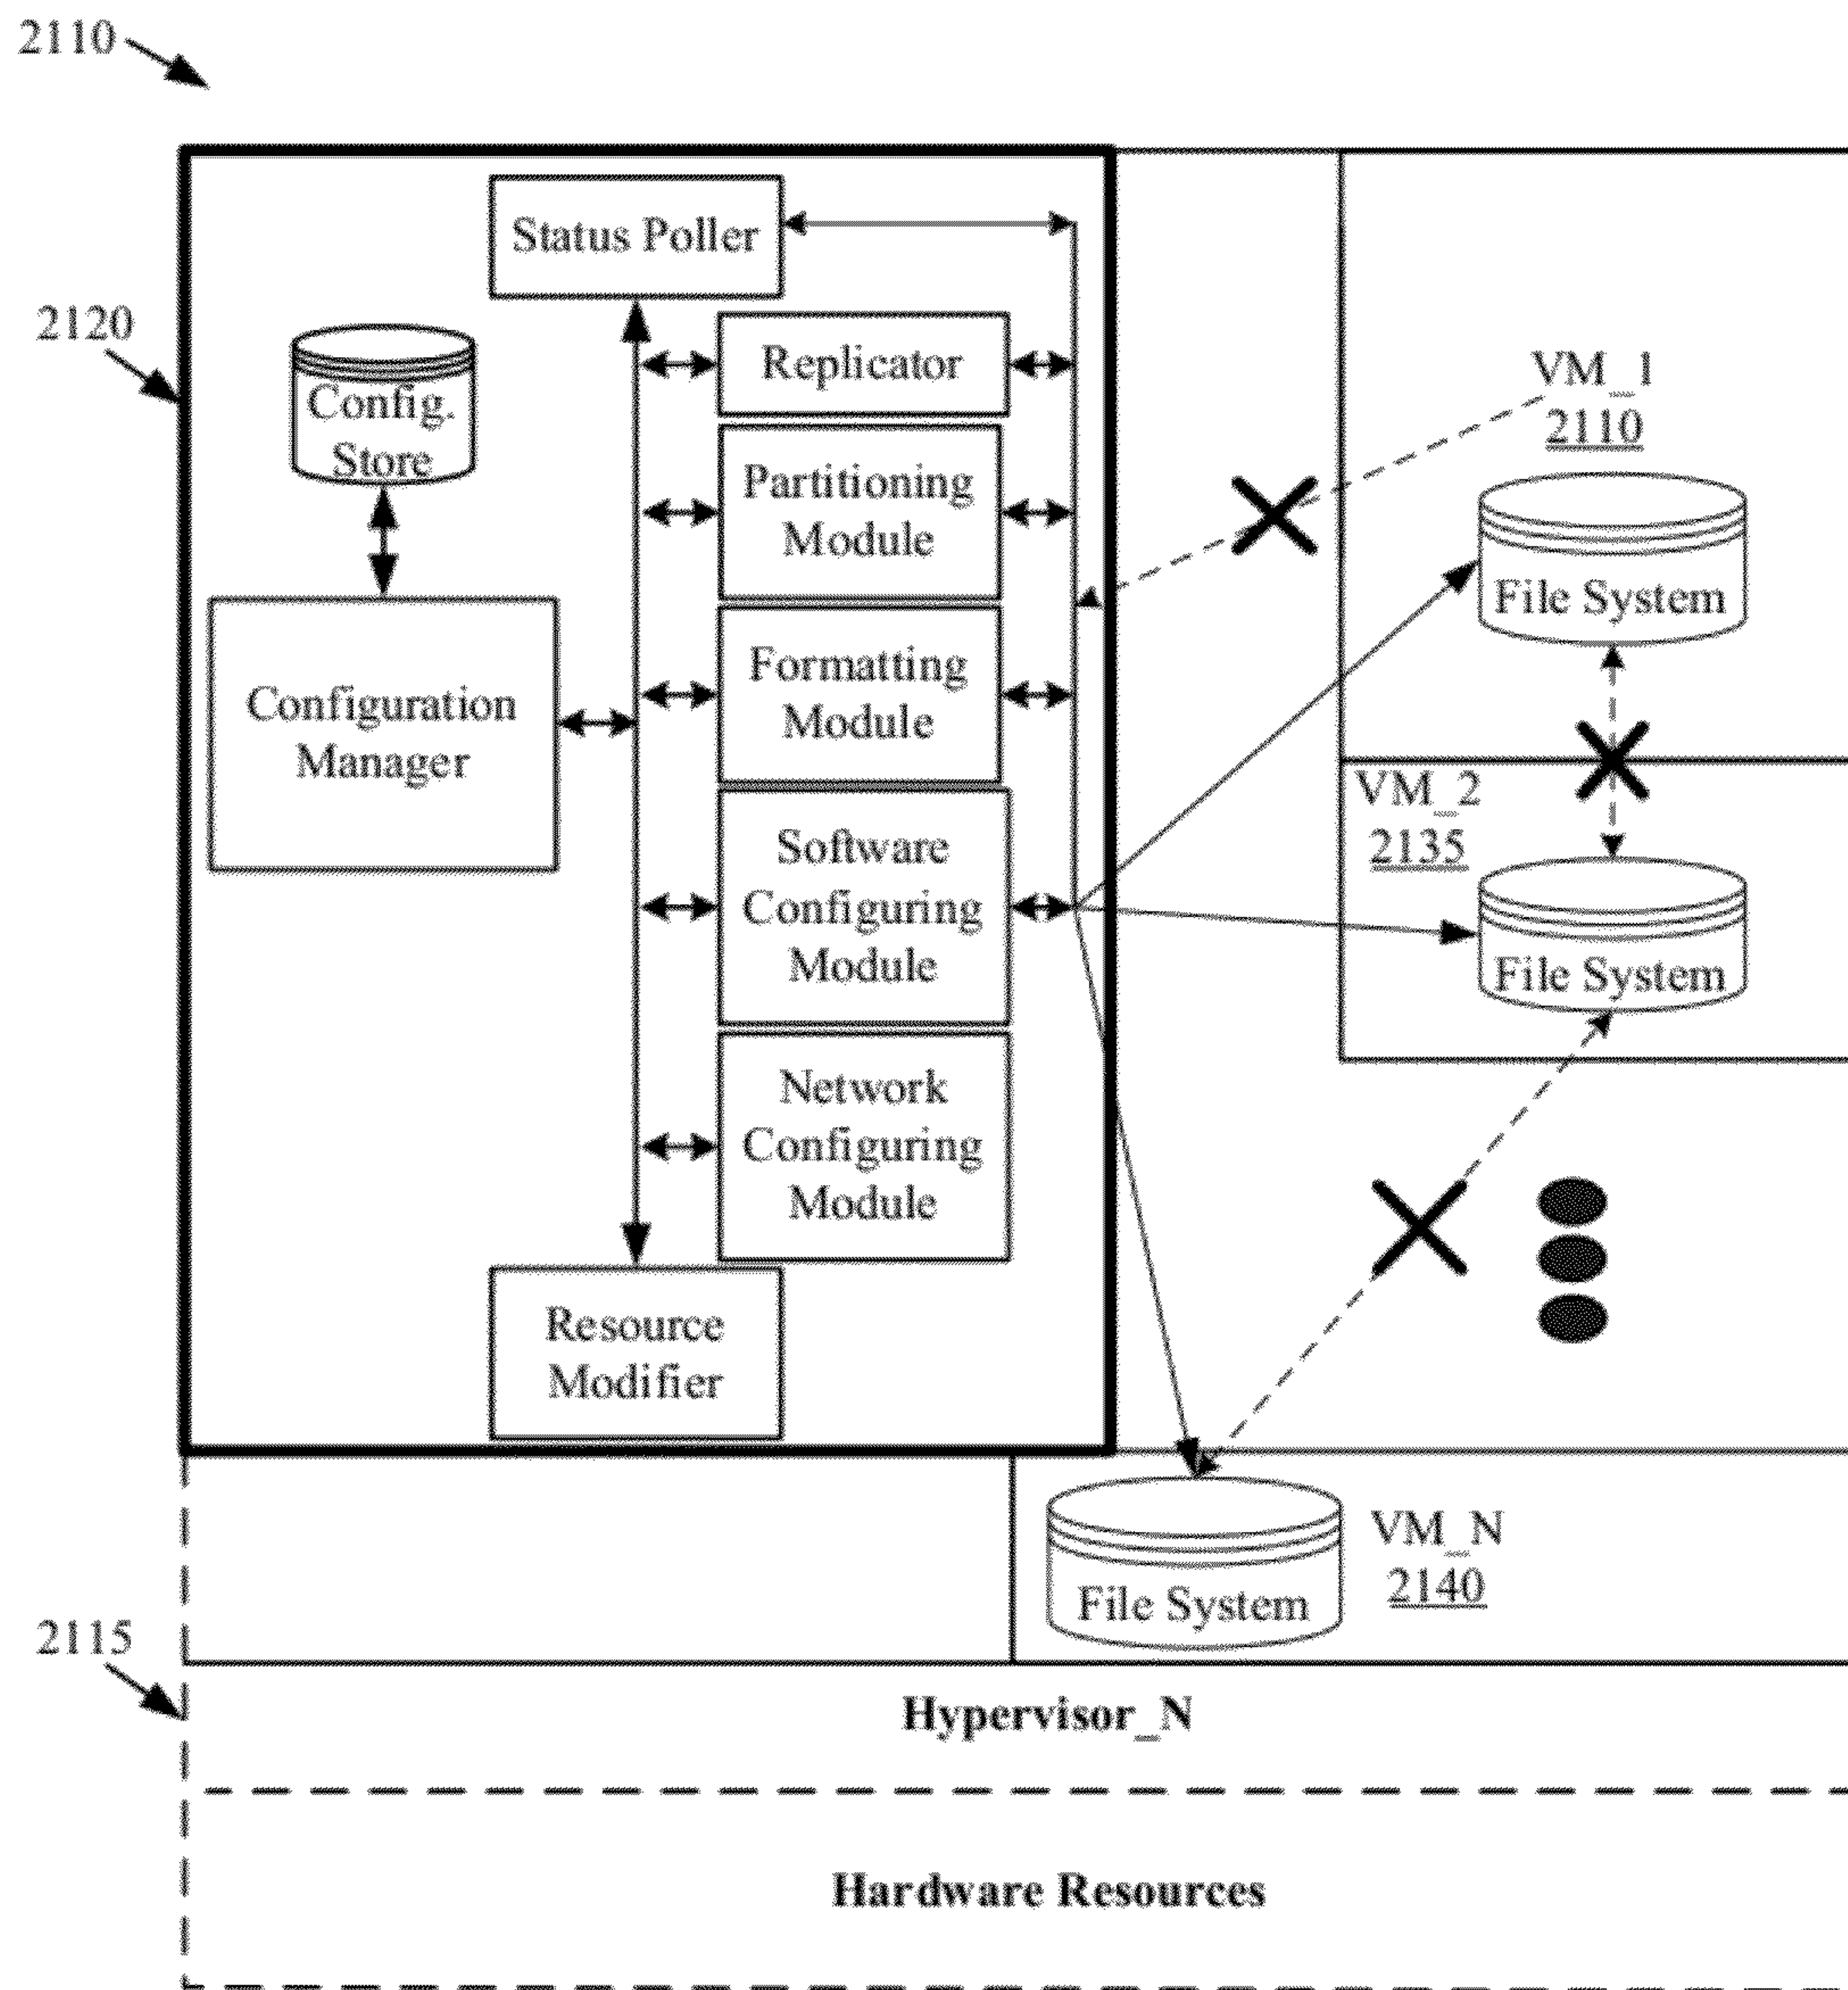 2110
Status Poller
2120
Replicator
Config.
Store
VM_1
2110
Partitioning
Module
File System
Formatting
Module
Configuration
Manager
VM_2
2135
Software
Configuring
Module
File System
Network
Configuring
Module
Resource
Modifier
VM_N
2140
File System
2115
Hypervisor_N
Hardware Resources